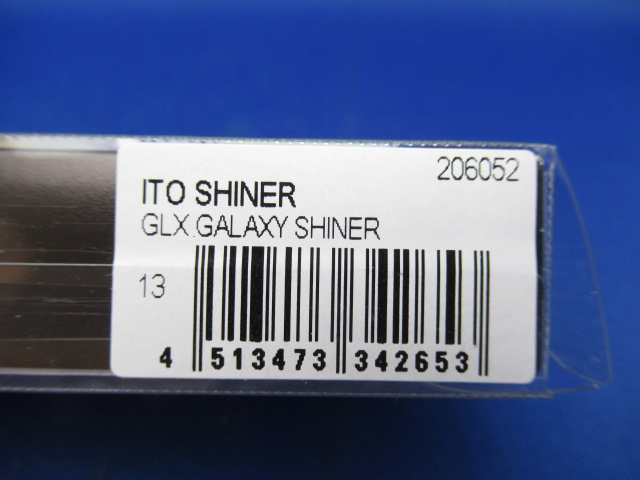 206052
ITO SHINER
GLX GALAXY SHINER
13
4 513473 342653